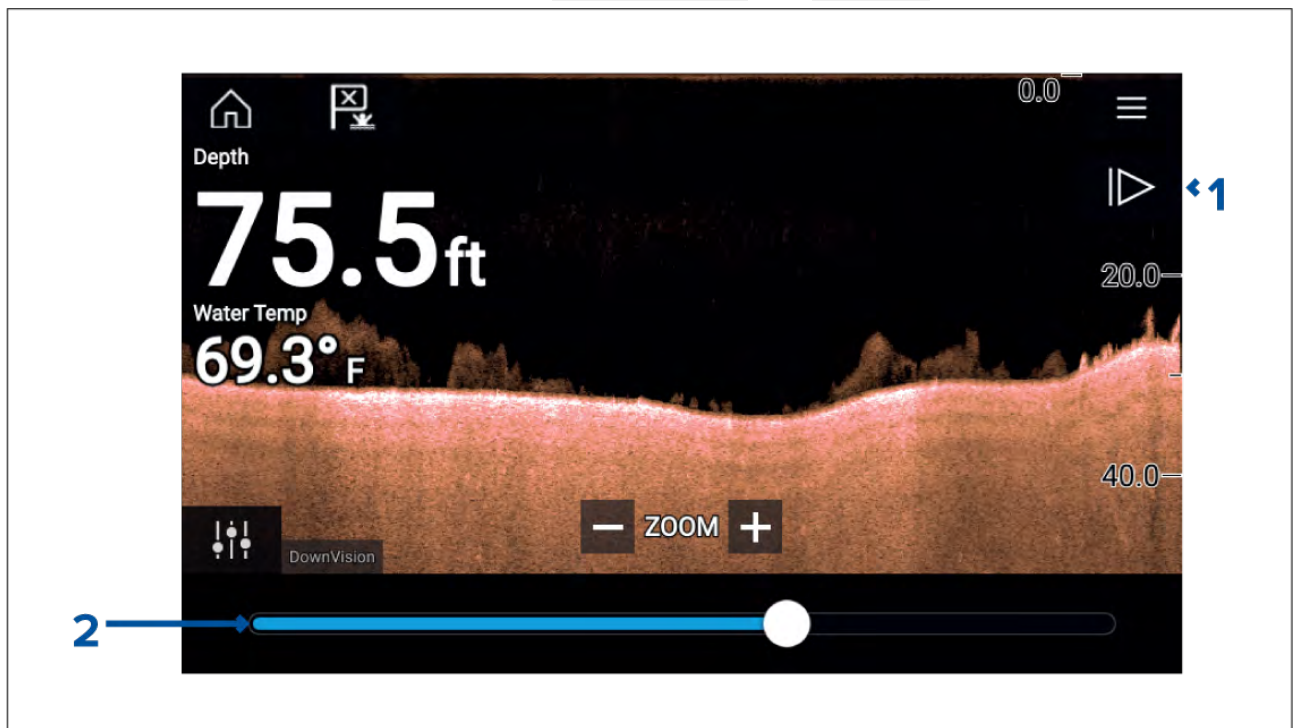 0.0
Depth
1
75.5ft
20.0
Water Temp
69.3° F
40.0
ZOOM
DownVision
2